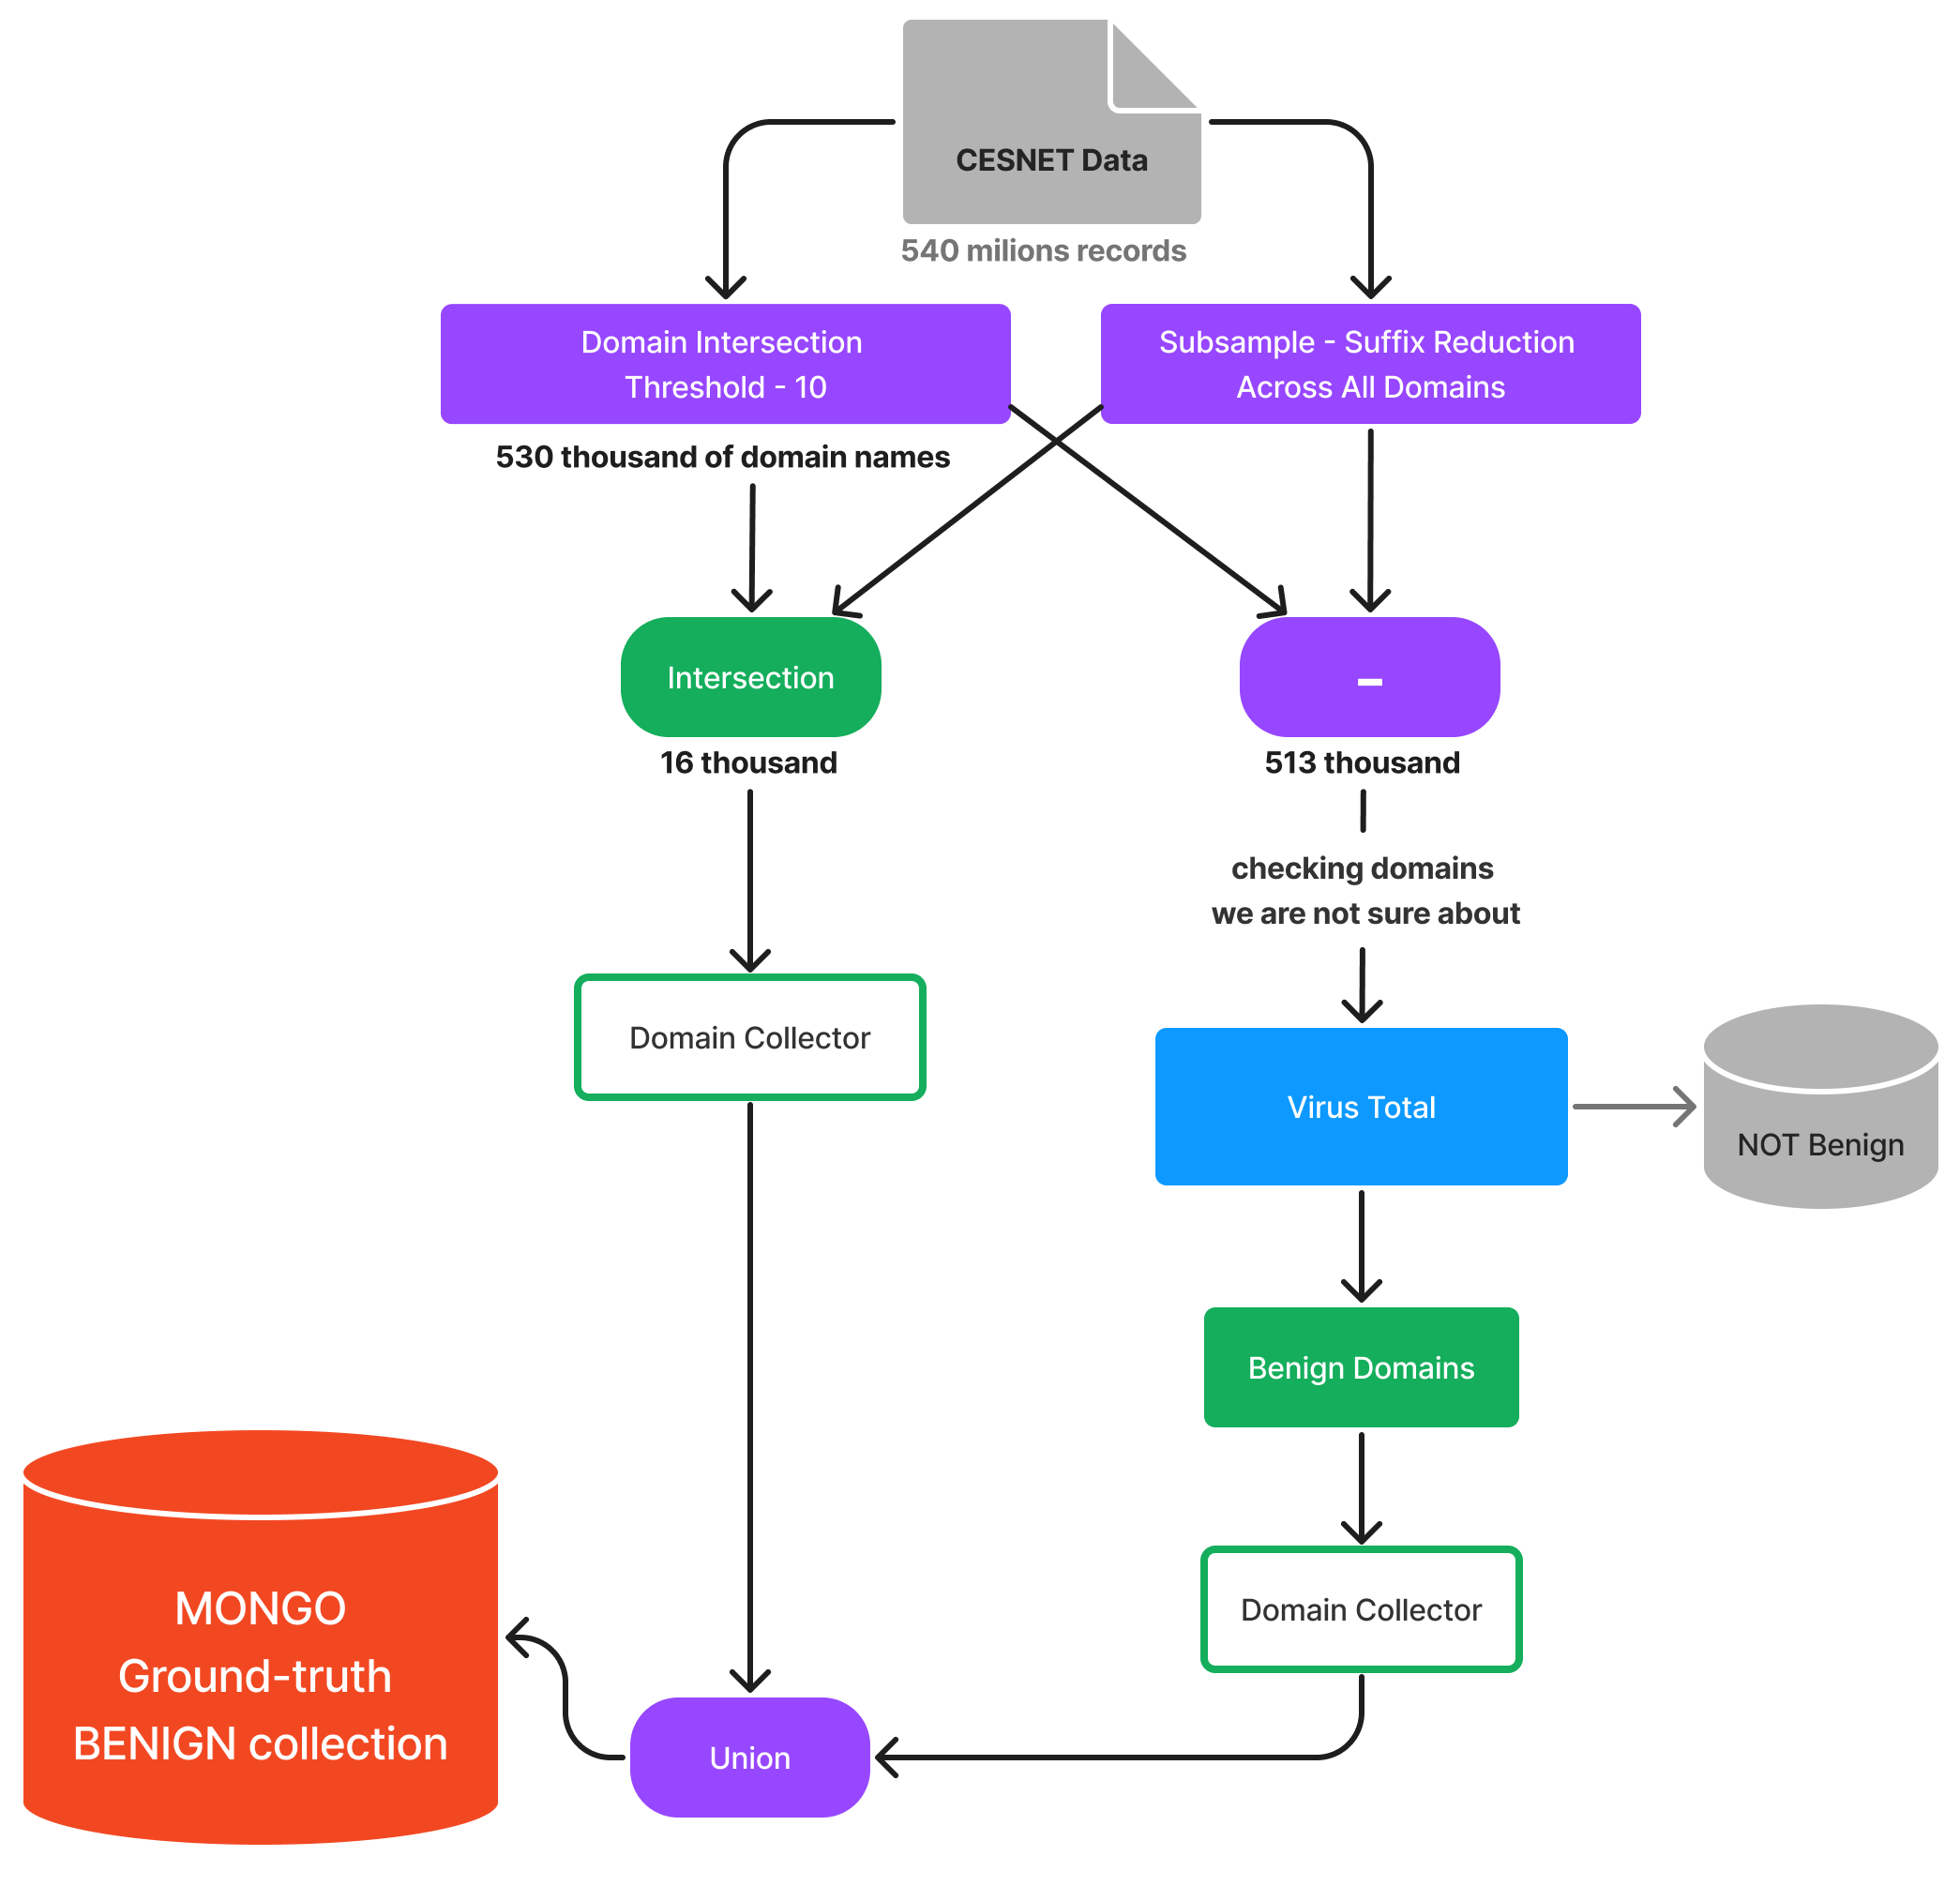 CESNET Data
540 milions records
Domain Intersection
Threshold - 10
Subsample - Suffix Reduction
Across All Domains
530 thousand of domain names
Intersection
-
16 thousand
513 thousand
checking domains
we are not sure about
Domain Collector
Virus Total
NOT Benign
Benign Domains
Domain Collector
MONGO
Ground-truth
BENIGN collection
Union